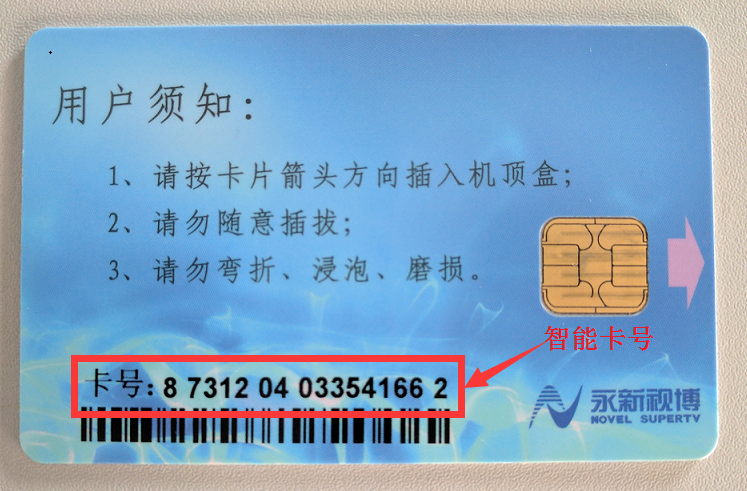 用户须知：
1、请按卡片箭头方向插入机顶盒；
2、请勿随意插拔；
3、请勿弯折、浸泡、磨损。
智能卡号
卡号：8 7312 04 03354166 2
永新视博
NOVEL SUPERTV